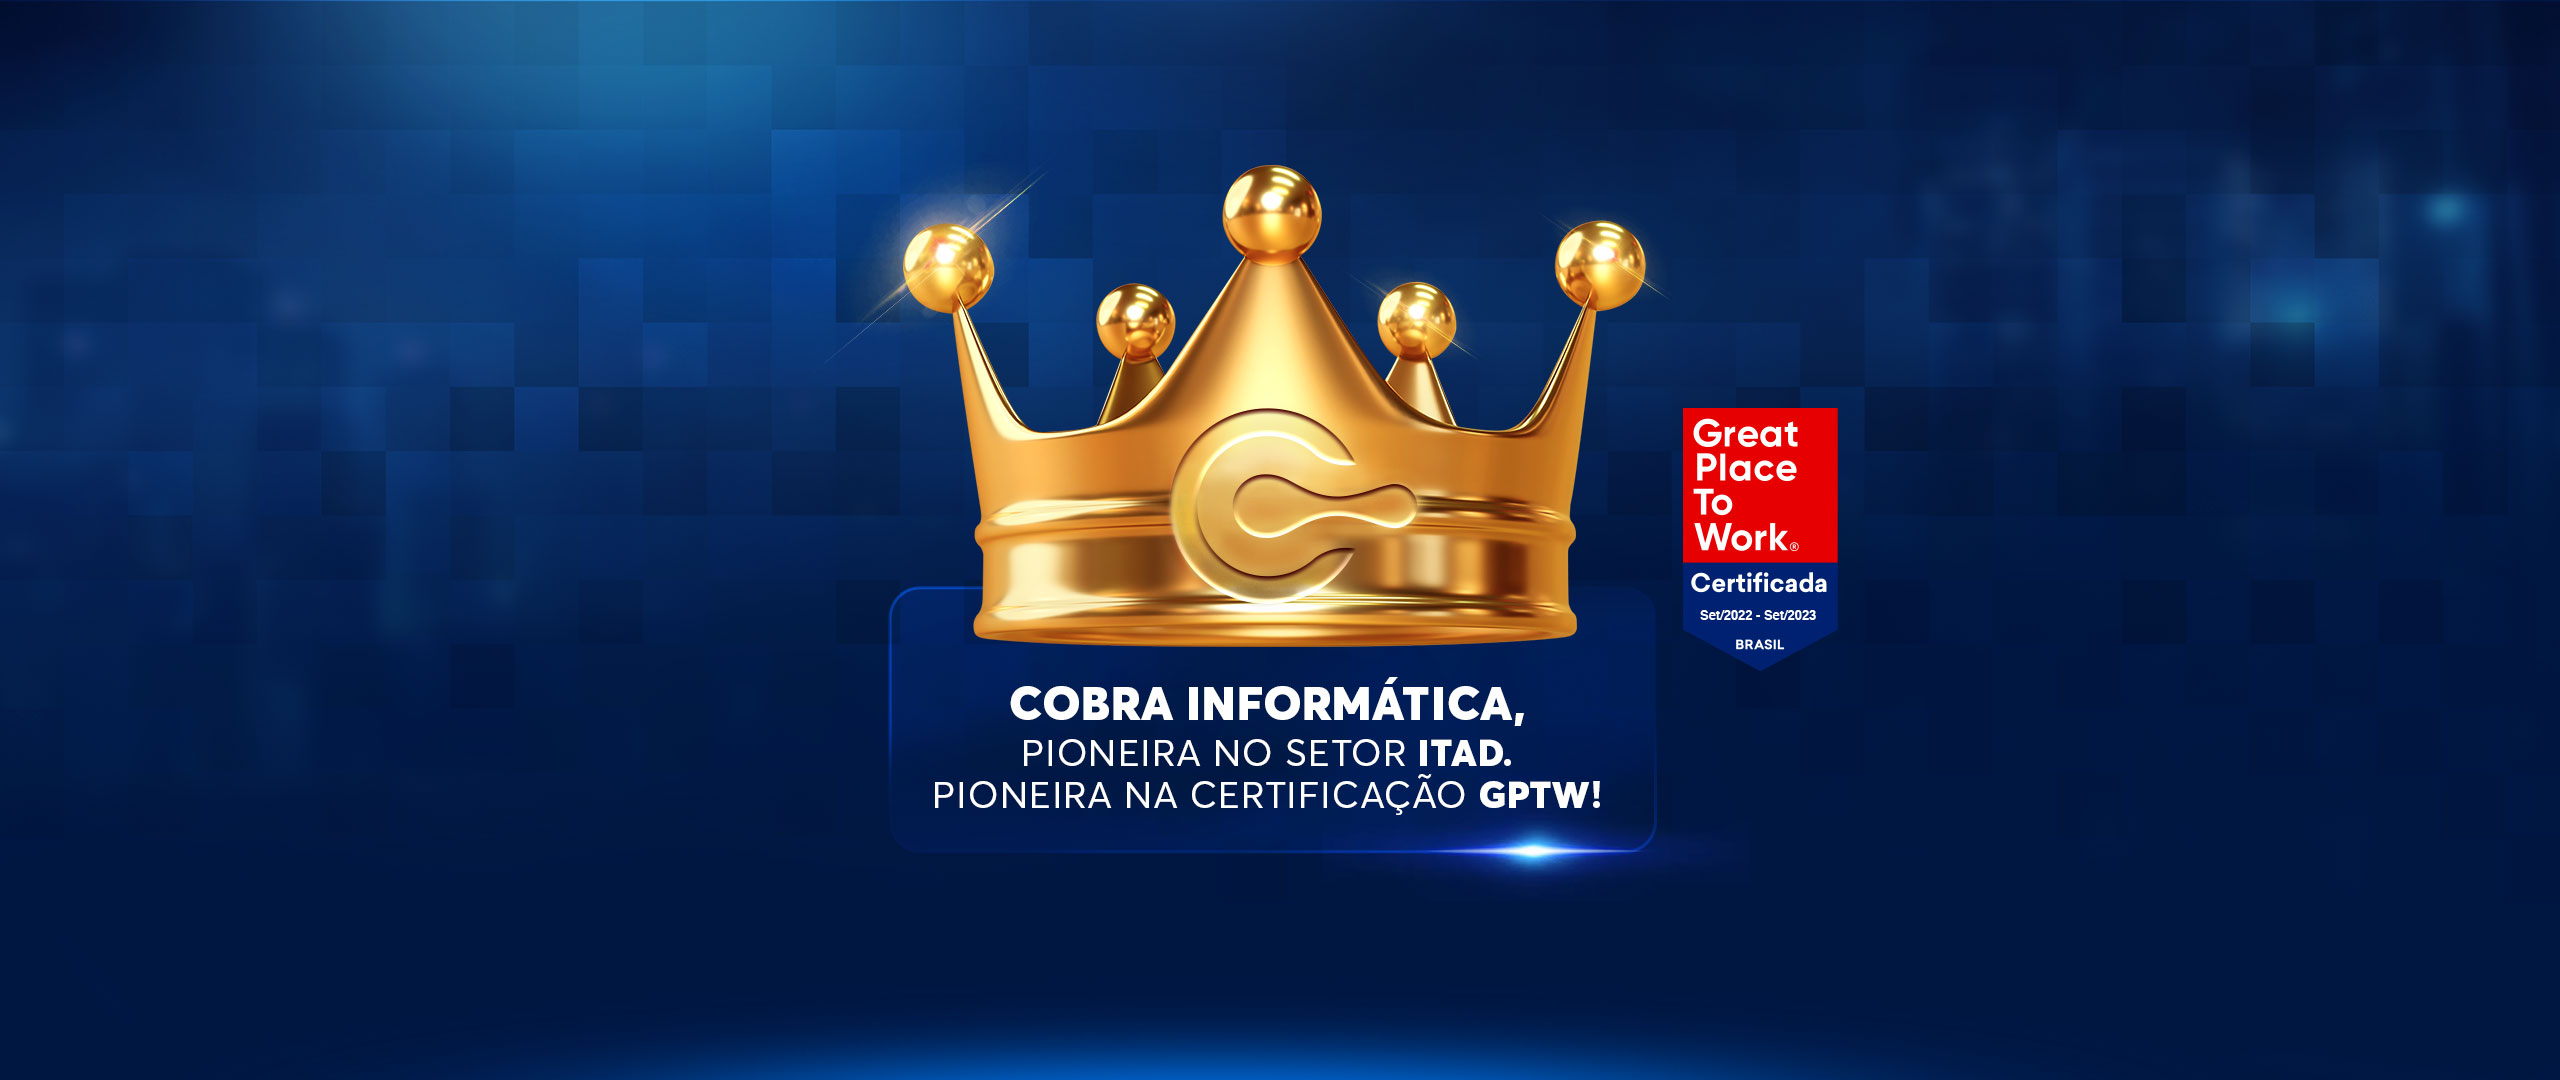 Great
Place
To
Work®
Certificada
Set/2022 - Set/2023
BRASIL
COBRA INFORMÁTICA,
PIONEIRA NO SETOR ITAD.
PIONEIRA NA CERTIFICAÇÃO GPTW!